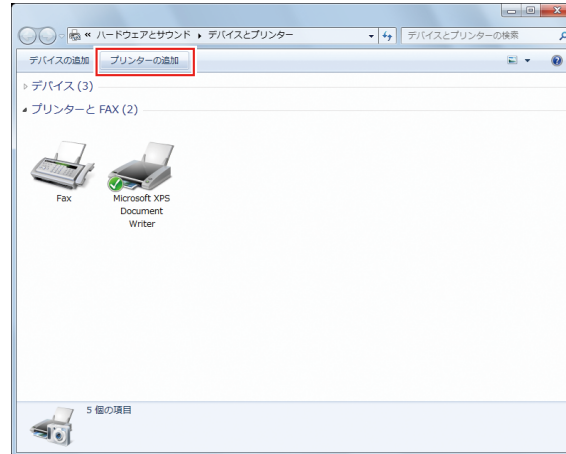 « ハードウェアとサウンド ▸ デバイスとプリンター
デバイスとプリンターの検索
デバイスの追加 プリンターの追加
デバイス (3)
プリンターと FAX (2)
Fax
Microsoft XPS
Document
Writer
5 個の項目